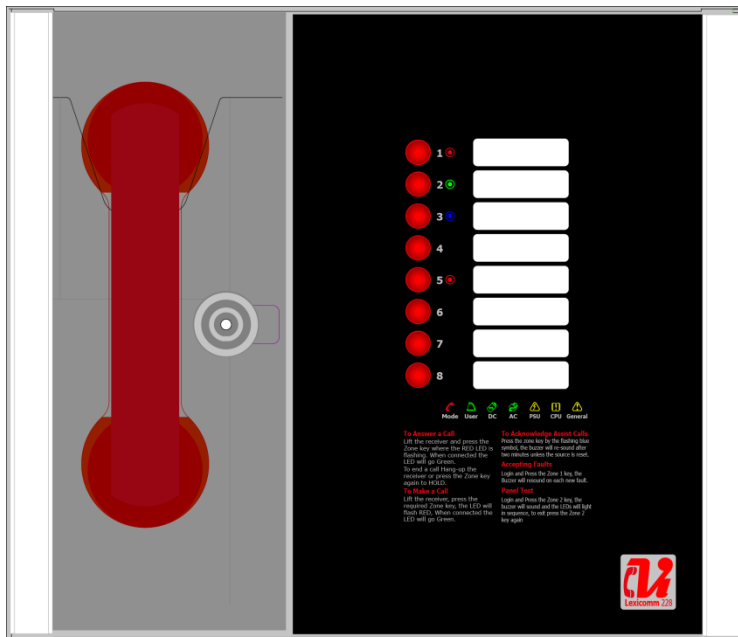 1
2
3
4
5
6
7
8
Mode User DC AC PSU CPU General
To Answer a Call
Lift the receiver and press the
Zone key where the RED LED is
flashing, When connected the
LED will go Green.
To end a call Hang-up the
receiver or press the Zone key
again to HOLD.
To Make a Call
Lift the receiver, press the
required Zone key, the LED will
flash RED, When connected the
LED will go Green.
To Acknowledge Assist Calls
Press the zone key by the flashing blue
symbol, the buzzer will re-sound after
two minutes unless the source is reset.
Accepting Faults
Login and Press the Zone 1 key, the
Buzzer will resound on each new fault.
Panel Test
Login and Press the Zone 2 key, the
buzzer will sound and the LEDs will light
in sequence, to exit press the Zone 2
key again
Lexicomm 228